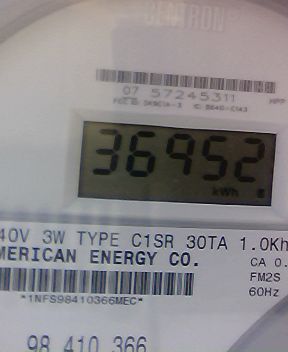 CENTRON
07 57245311
MPP
36952
kWh
40V 3W TYPE C1SR 30TA 1.0Kh
MERICAN ENERGY CO.
CA 0.
FM2S
*1NFS98410366MEC*
60Hz
98 410 366